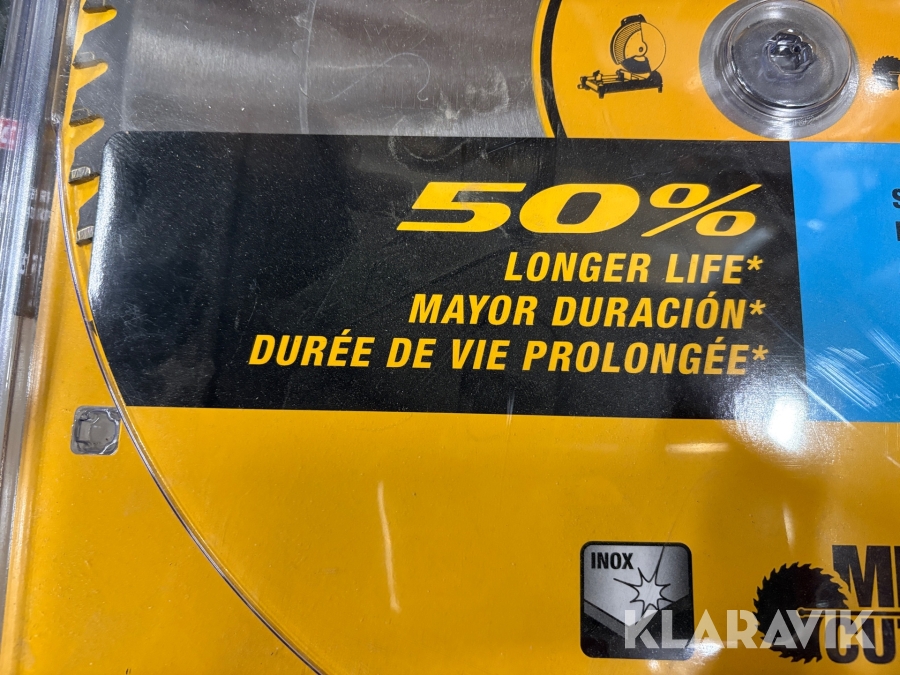 50%
LONGER LIFE*
MAYOR DURACIÓN*
DURÉE DE VIE PROLONGÉE*
INOX
KLARAVIK